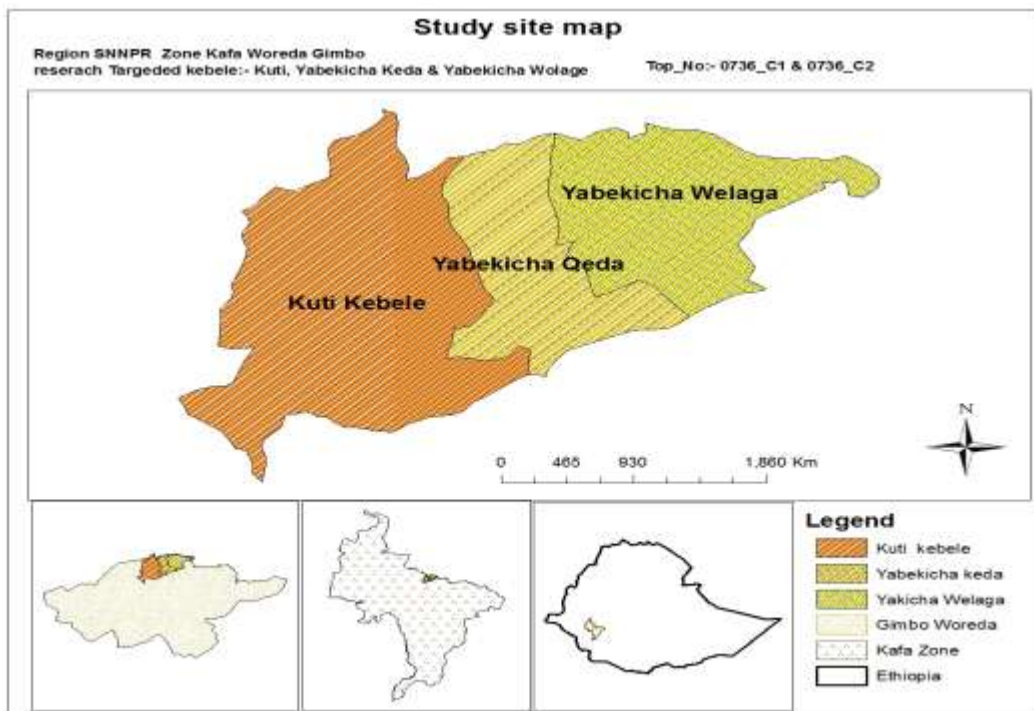 Study site map
Region SNNPR Zone Kafa Woreda Gimbo
reserach Targeded kebele:- Kuti, Yabekicha Keda & Yabekicha Wolage
Top_No:- 0736_C1 & 0736_C2
Yabekicha Welaga
Yabekicha Qeda
Kuti Kebele
N
0 465 930 1,860 Km
Legend
Kuti kebele
Yabekicha keda
Yakicha Welaga
Gimbo Woreda
Kafa Zone
Ethiopia